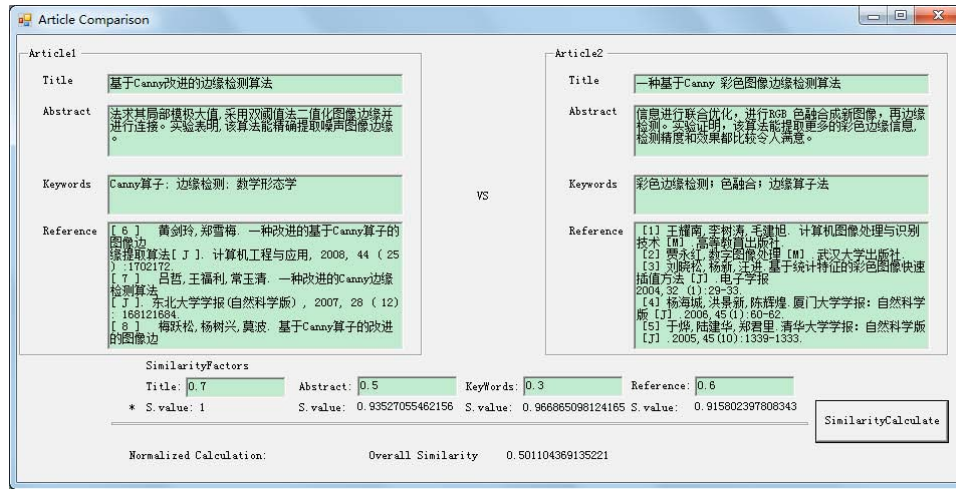 Article Comparison
Article1
Title
基于Canny改进的边缘检测算法
Abstract
法求其局部模极大值,采用双阈值法二值化图像边缘并
进行连接。实验表明,该算法能精确提取噪声图像边缘
。
Keywords
Canny算子; 边缘检测; 数学形态学
Reference
[ 6 ] 黄剑玲,郑雪梅. 一种改进的基于Canny算子的
图像边
缘提取算法[ J ]. 计算机工程与应用, 2008, 44 ( 25
) :1702172.
[ 7 ] 吕哲,王福利,常玉清. 一种改进的Canny边缘
检测算法
[ J ]. 东北大学学报(自然科学版) , 2007, 28 ( 12)
: 168121684.
[ 8 ] 梅跃松,杨树兴,莫波. 基于Canny算子的改进
的图像边
VS
Article2
Title
一种基于Canny 彩色图像边缘检测算法
Abstract
信息进行联合优化，进行RGB 色融合成新图像，再边缘
检测。实验证明，该算法能提取更多的彩色边缘信息,
检测精度和效果都比较令人满意。
Keywords
彩色边缘检测；色融合；边缘算子法
Reference
[1] 王耀南,李树涛,毛建旭. 计算机图像处理与识别
技术 [M] .高等教育出版社.
[2] 贾永红,数字图像处理 [M] . 武汉大学出版社.
[3] 刘晓松,杨新,汪进.基于统计特征的彩色图像快速
插值方法 [J] .电子学报
2004,32 (1):29-33.
[4] 杨海城,洪景新,陈辉煌.厦门大学学报：自然科学
版 [J] .2006,45(1):60-62.
[5] 于烨,陆建华,郑君里.清华大学学报：自然科学版
[J] .2005,45(10):1339-1333.
SimilarityFactors
Title: 0.7 Abstract: 0.5 KeyWords: 0.3 Reference: 0.6
* S.value: 1 S.value: 0.93527055462156 S.value: 0.966865098124165 S.value: 0.915802397808343
SimilarityCalculate
Normalized Calculation: Overall Similarity 0.501104369135221